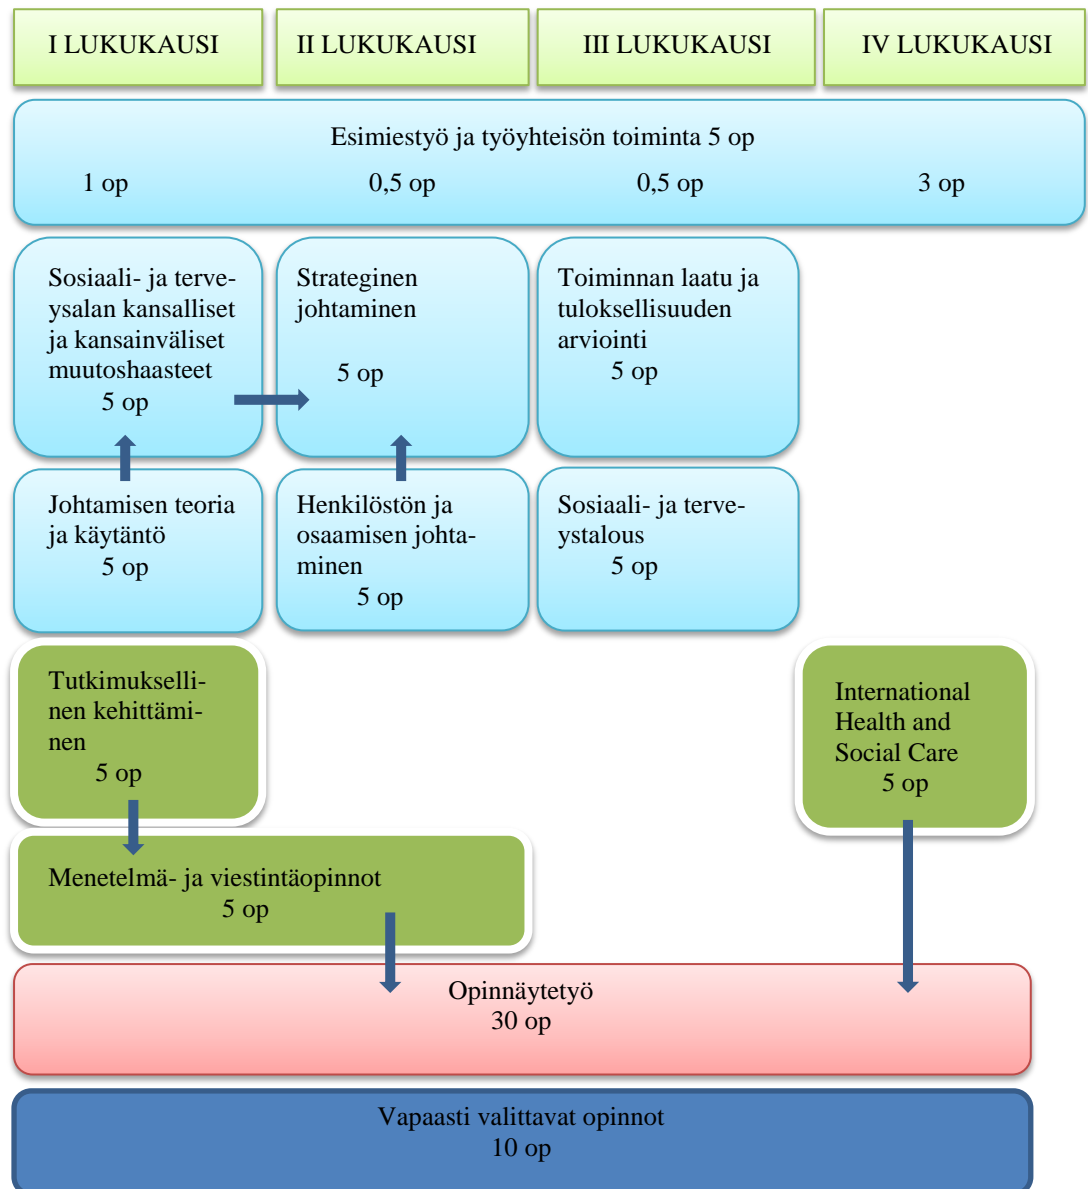 I LUKUKAUSI
II LUKUKAUSI
III LUKUKAUSI
IV LUKUKAUSI
Esimiestyö ja työyhteisön toiminta 5 op
1 op
0,5 op
0,5 op
3 op
Sosiaali- ja terve-
ysalan kansalliset
ja kansainväliset
muutoshaasteet
5 op
Strateginen
johtaminen
5 op
Toiminnan laatu ja
tuloksellisuuden
arviointi
5 op
Johtamisen teoria
ja käytäntö
5 op
Henkilöstön ja
osaamisen johta-
minen
5 op
Sosiaali- ja terve-
ystalous
5 op
Tutkimukselli-
nen kehittämi-
nen
5 op
International
Health and
Social Care
5 op
Menetelmä- ja viestintäopinnot
5 op
Opinnäytetyö
30 op
Vapaasti valittavat opinnot
10 op